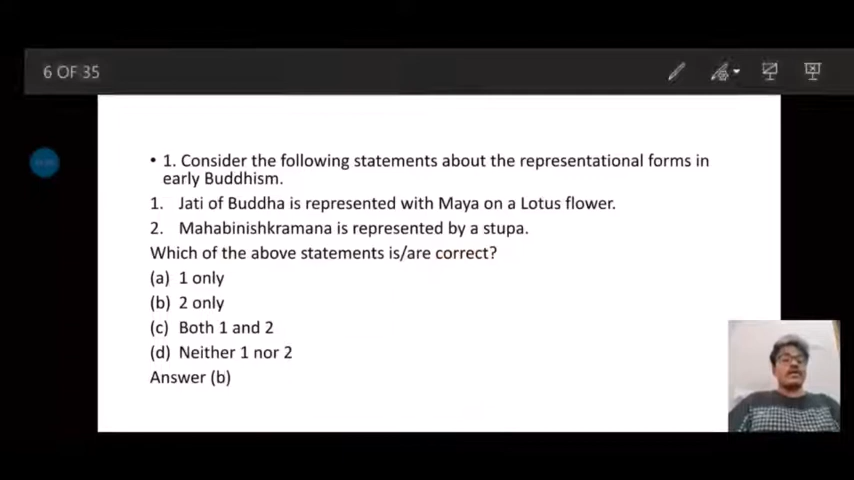 6 OF 35
• 1. Consider the following statements about the representational forms in
early Buddhism.
1. Jati of Buddha is represented with Maya on a Lotus flower.
2. Mahabinishkramana is represented by a stupa.
Which of the above statements is/are correct?
(a) 1 only
(b) 2 only
(c) Both 1 and 2
(d) Neither 1 nor 2
Answer (b)